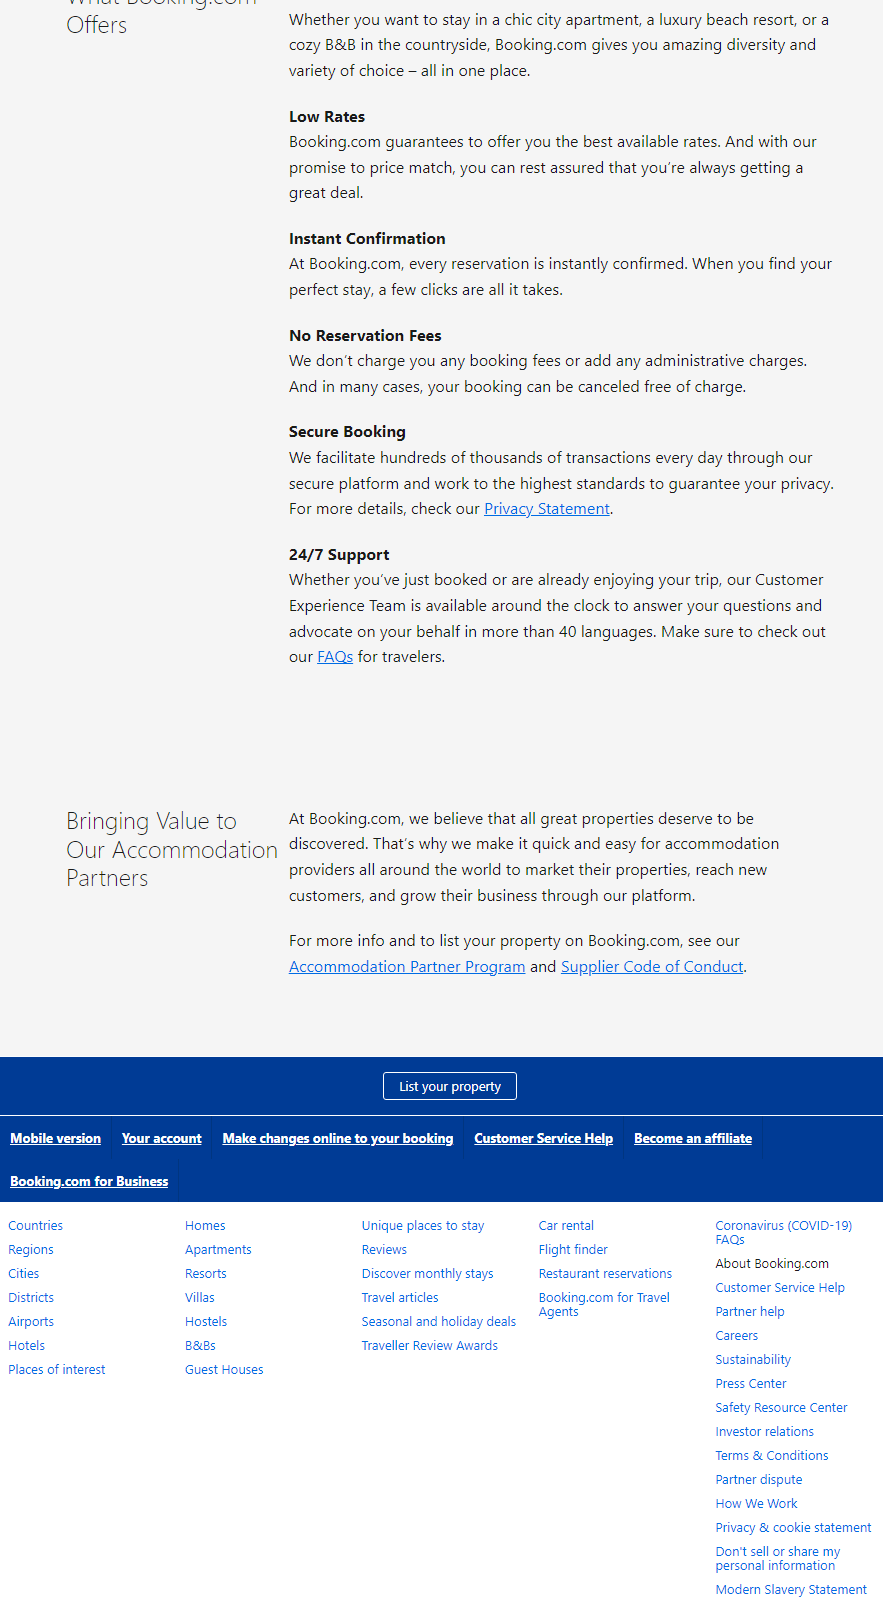 What Booking.com
Offers
Whether you want to stay in a chic city apartment, a luxury beach resort, or a
cozy B&B in the countryside, Booking.com gives you amazing diversity and
variety of choice – all in one place.
Low Rates
Booking.com guarantees to offer you the best available rates. And with our
promise to price match, you can rest assured that you’re always getting a
great deal.
Instant Confirmation
At Booking.com, every reservation is instantly confirmed. When you find your
perfect stay, a few clicks are all it takes.
No Reservation Fees
We don’t charge you any booking fees or add any administrative charges.
And in many cases, your booking can be canceled free of charge.
Secure Booking
We facilitate hundreds of thousands of transactions every day through our
secure platform and work to the highest standards to guarantee your privacy.
For more details, check our Privacy Statement.
24/7 Support
Whether you’ve just booked or are already enjoying your trip, our Customer
Experience Team is available around the clock to answer your questions and
advocate on your behalf in more than 40 languages. Make sure to check out
our FAQs for travelers.
Bringing Value to
Our Accommodation
Partners
At Booking.com, we believe that all great properties deserve to be
discovered. That’s why we make it quick and easy for accommodation
providers all around the world to market their properties, reach new
customers, and grow their business through our platform.
For more info and to list your property on Booking.com, see our
Accommodation Partner Program and Supplier Code of Conduct.
List your property
Mobile version Your account Make changes online to your booking Customer Service Help Become an affiliate
Booking.com for Business
Countries
Regions
Cities
Districts
Airports
Hotels
Places of interest
Homes
Apartments
Resorts
Villas
Hostels
B&Bs
Guest Houses
Unique places to stay
Reviews
Discover monthly stays
Travel articles
Seasonal and holiday deals
Traveller Review Awards
Car rental
Flight finder
Restaurant reservations
Booking.com for Travel
Agents
Coronavirus (COVID-19)
FAQs
About Booking.com
Customer Service Help
Partner help
Careers
Sustainability
Press Center
Safety Resource Center
Investor relations
Terms & Conditions
Partner dispute
How We Work
Privacy & cookie statement
Don't sell or share my
personal information
Modern Slavery Statement